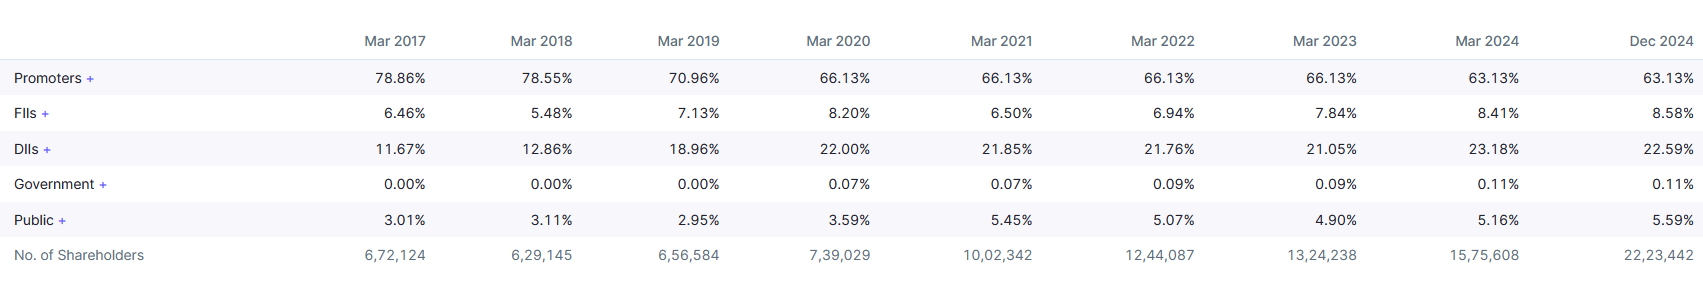 Mar 2017 Mar 2018 Mar 2019 Mar 2020 Mar 2021 Mar 2022 Mar 2023 Mar 2024 Dec 2024
Promoters + 78.86% 78.55% 70.96% 66.13% 66.13% 66.13% 66.13% 63.13% 63.13%
FIIs + 6.46% 5.48% 7.13% 8.20% 6.50% 6.94% 7.84% 8.41% 8.58%
DIIs + 11.67% 12.86% 18.96% 22.00% 21.85% 21.76% 21.05% 23.18% 22.59%
Government + 0.00% 0.00% 0.00% 0.07% 0.07% 0.09% 0.09% 0.11% 0.11%
Public + 3.01% 3.11% 2.95% 3.59% 5.45% 5.07% 4.90% 5.16% 5.59%
No. of Shareholders 6,72,124 6,29,145 6,56,584 7,39,029 10,02,342 12,44,087 13,24,238 15,75,608 22,23,442